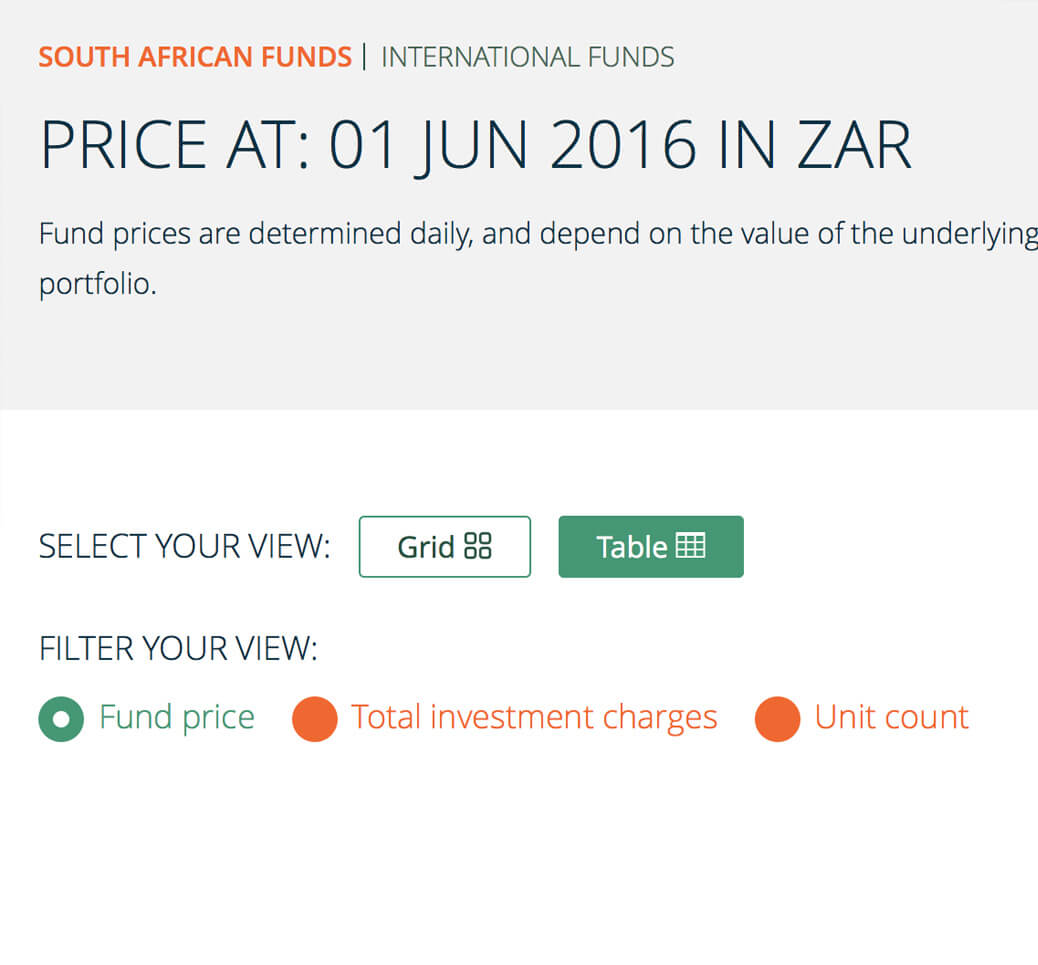 SOUTH AFRICAN FUNDS | INTERNATIONAL FUNDS
PRICE AT: 01 JUN 2016 IN ZAR
Fund prices are determined daily, and depend on the value of the underlying
portfolio.
SELECT YOUR VIEW: Grid Table
FILTER YOUR VIEW:
Fund price Total investment charges Unit count